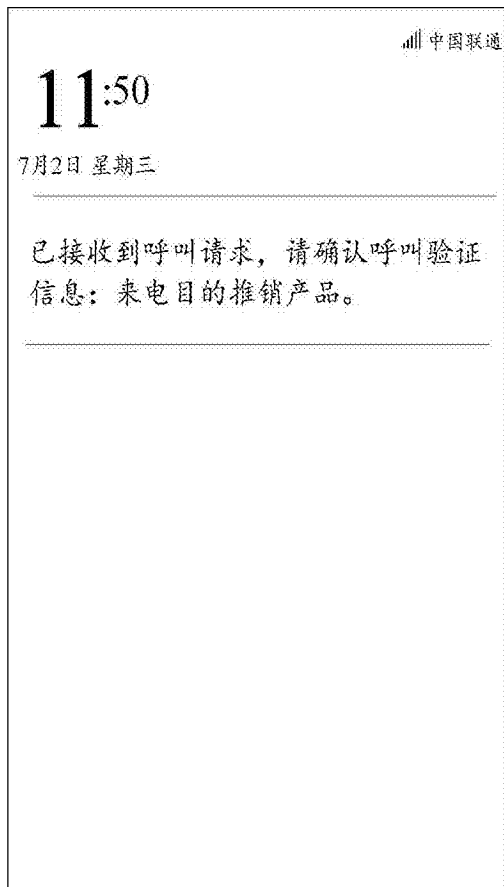 中国联通
11:50
7月2日 星期三
已接收到呼叫请求，请确认呼叫验证
信息：来电目的推销产品。